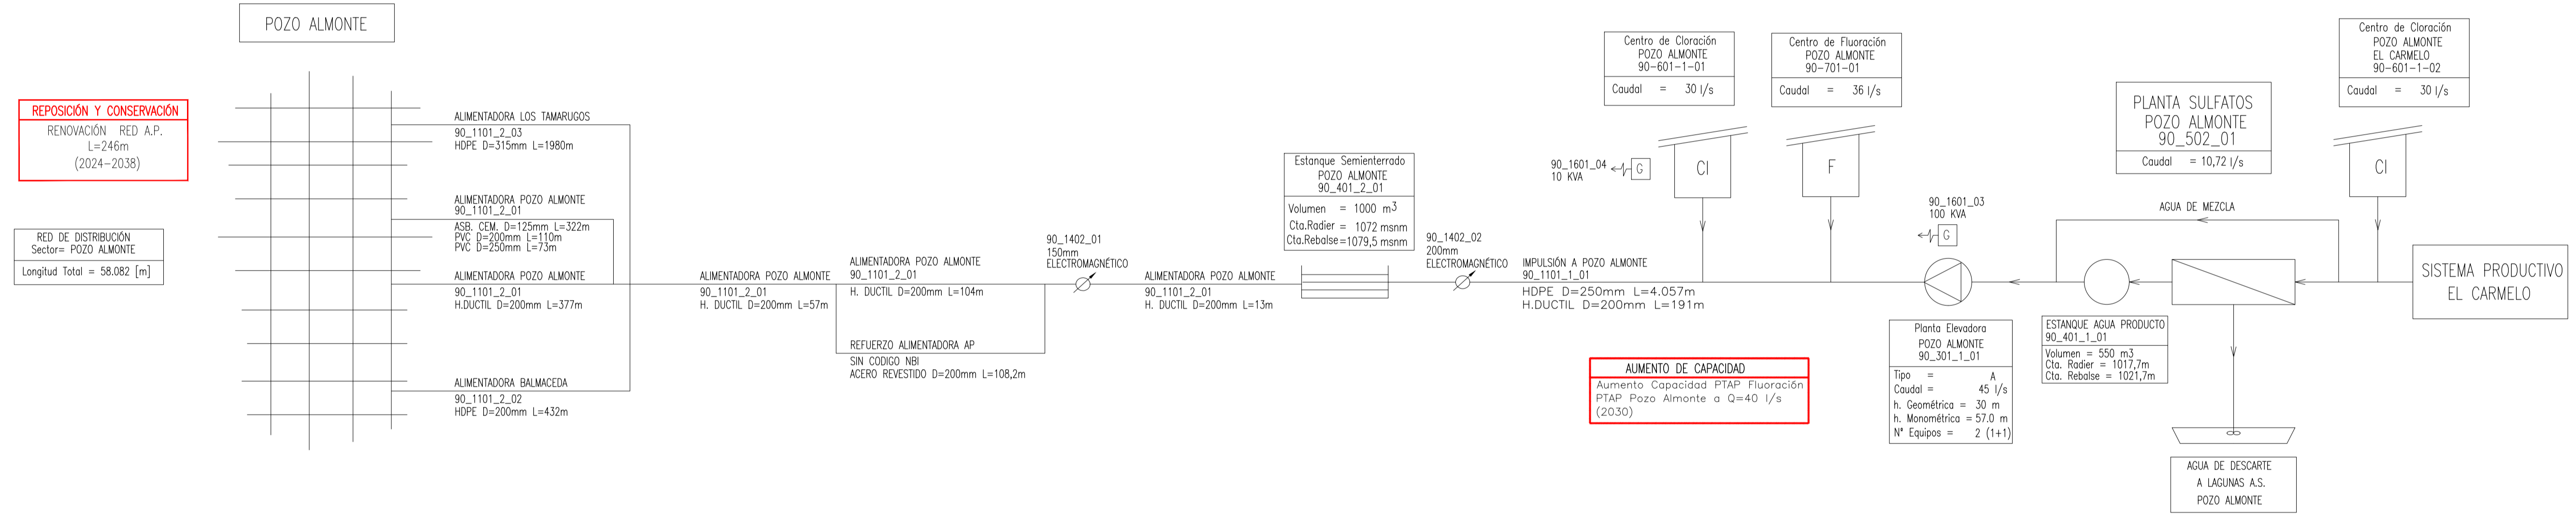 POZO ALMONTE
REPOSICIÓN Y CONSERVACIÓN
RENOVACIÓN RED A.P.
L=246m
(2024-2038)
RED DE DISTRIBUCIÓN
Sector= POZO ALMONTE
Longitud Total = 58.082 [m]
ALIMENTADORA LOS TAMARUGOS
90_1101_2_03
HDPE D=315mm L=1980m
ALIMENTADORA POZO ALMONTE
90_1101_2_01
ASB. CEM. D=125mm L=322m
PVC D=200mm L=110m
PVC D=250mm L=73m
ALIMENTADORA POZO ALMONTE
90_1101_2_01
H.DUCTIL D=200mm L=377m
ALIMENTADORA BALMACEDA
90_1101_2_02
HDPE D=200mm L=432m
ALIMENTADORA POZO ALMONTE
90_1101_2_01
H. DUCTIL D=200mm L=57m
ALIMENTADORA POZO ALMONTE
90_1101_2_01
H. DUCTIL D=200mm L=104m
REFUERZO ALIMENTADORA AP
SIN CODIGO NBI
ACERO REVESTIDO D=200mm L=108,2m
90_1402_01
150mm
ELECTROMAGNÉTICO
ALIMENTADORA POZO ALMONTE
90_1101_2_01
H. DUCTIL D=200mm L=13m
Estanque Semienterrado
POZO ALMONTE
90_401_2_01
Volumen = 1000 m3
Cta.Radier = 1072 msnm
Cta.Rebalse=1079,5 msnm
90_1402_02
200mm
ELECTROMAGNÉTICO
IMPULSIÓN A POZO ALMONTE
90_1101_1_01
HDPE D=250mm L=4.057m
H.DUCTIL D=200mm L=191m
90_1601_04
10 KVA
G
Centro de Cloración
POZO ALMONTE
90-601-1-01
Caudal = 30 l/s
Cl
Centro de Fluoración
POZO ALMONTE
90-701-01
Caudal = 36 l/s
F
AUMENTO DE CAPACIDAD
Aumento Capacidad PTAP Fluoración
PTAP Pozo Almonte a Q=40 l/s
(2030)
90_1601_03
100 KVA
G
Planta Elevadora
POZO ALMONTE
90_301_1_01
Tipo = A
Caudal = 45 l/s
h. Geométrica = 30 m
h. Monométrica = 57.0 m
Nº Equipos = 2 (1+1)
ESTANQUE AGUA PRODUCTO
90_401_1_01
Volumen = 550 m3
Cta. Radier = 1017,7m
Cta. Rebalse = 1021,7m
PLANTA SULFATOS
POZO ALMONTE
90_502_01
Caudal = 10,72 l/s
AGUA DE MEZCLA
Centro de Cloración
POZO ALMONTE
EL CARMELO
90-601-1-02
Caudal = 30 l/s
Cl
SISTEMA PRODUCTIVO
EL CARMELO
AGUA DE DESCARTE
A LAGUNAS A.S.
POZO ALMONTE